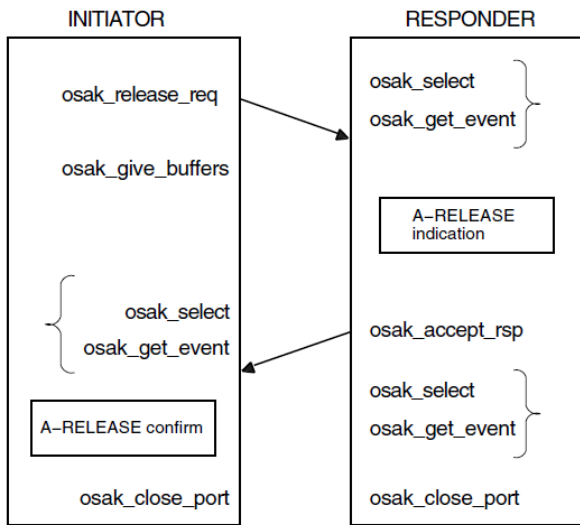 INITIATOR
osak_release_req
osak_give_buffers
osak_select
osak_get_event
A–RELEASE confirm
osak_close_port
RESPONDER
osak_select
osak_get_event
A–RELEASE
indication
osak_accept_rsp
osak_select
osak_get_event
osak_close_port